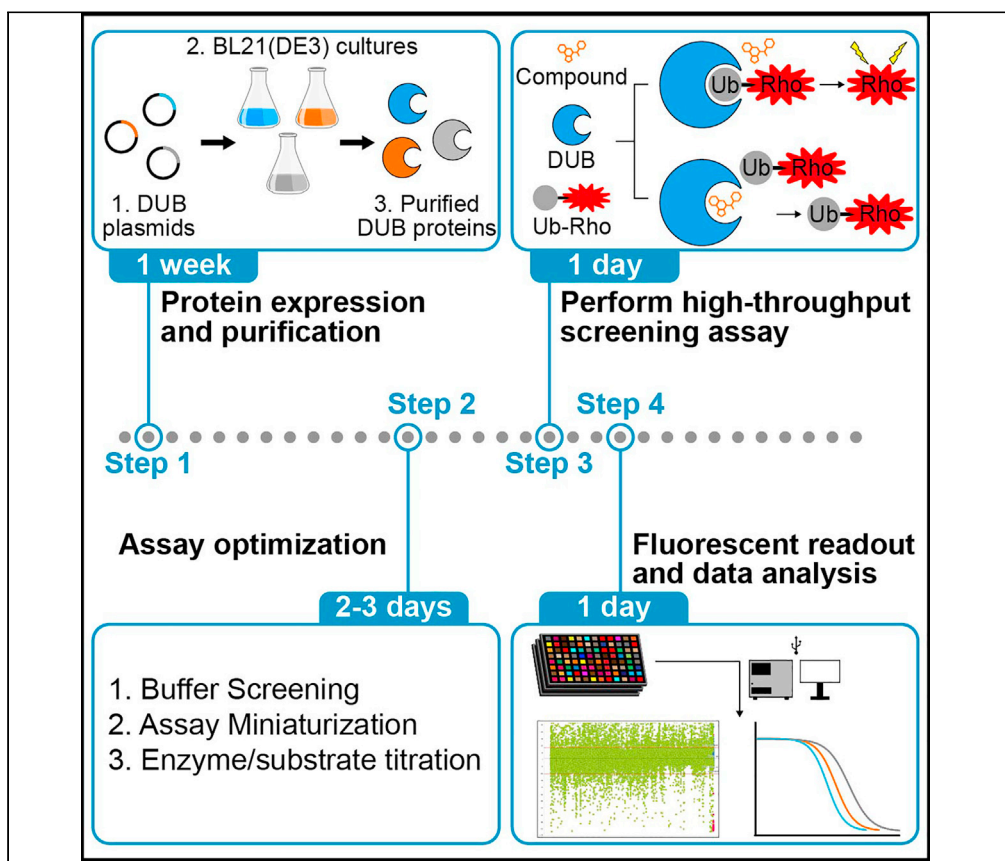 2. BL21(DE3) cultures
1. DUB
plasmids
3. Purified
DUB proteins
1 week
Protein expression
and purification
Compound
DUB
Ub-Rho
Ub
Rho
Rho
Ub
Rho
Ub
Rho
1 day
Perform high-throughput
screening assay
Step 1
Step 2
Step 3
Step 4
Assay optimization
2-3 days
1. Buffer Screening
2. Assay Miniaturization
3. Enzyme/substrate titration
Fluorescent readout
and data analysis
1 day